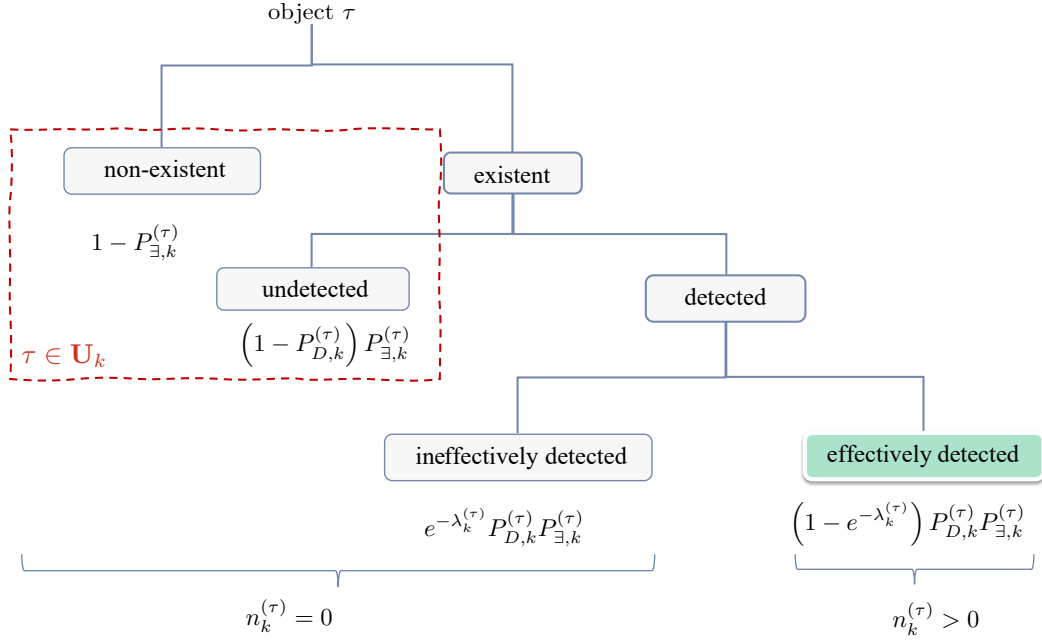 object τ
non-existent
existent
1 − P_{∃,k}^{(τ)}
undetected
detected
(1 − P_{D,k}^{(τ)}) P_{∃,k}^{(τ)}
τ ∈ U_k
ineffectively detected
effectively detected
e^{−λ_k^{(τ)}} P_{D,k}^{(τ)} P_{∃,k}^{(τ)}
(1 − e^{−λ_k^{(τ)}}) P_{D,k}^{(τ)} P_{∃,k}^{(τ)}
n_k^{(τ)} = 0
n_k^{(τ)} > 0